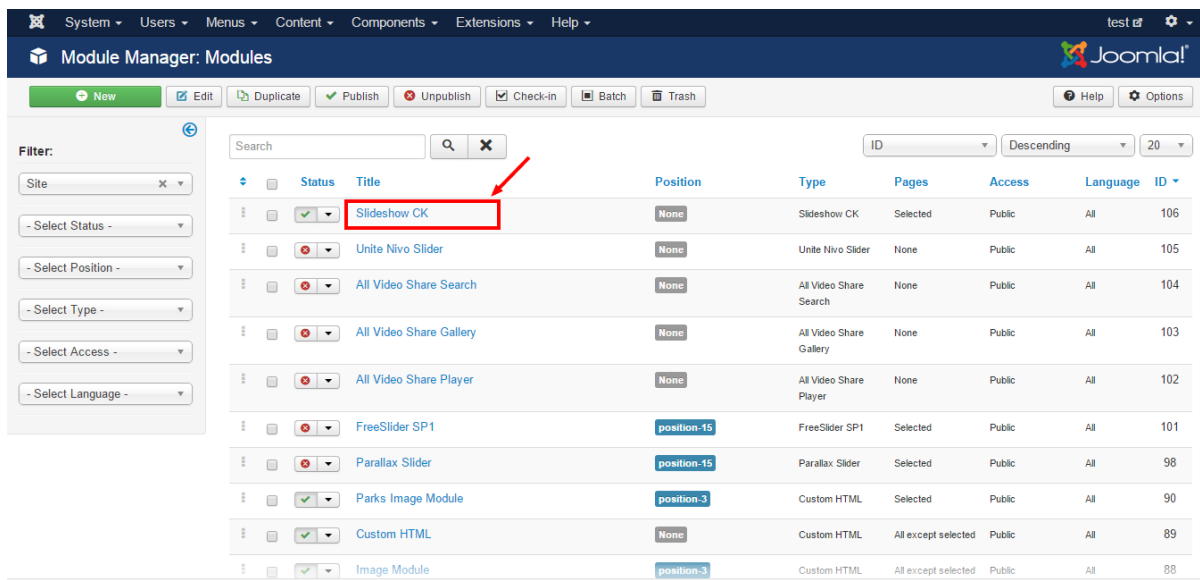 System Users Menus Content Components Extensions Help test
Module Manager: Modules Joomla!®
New Edit Duplicate Publish Unpublish Check-in Batch Trash Help Options
Filter:
Search ID Descending 20
Site
- Select Status -
- Select Position -
- Select Type -
- Select Access -
- Select Language -
Status Title Position Type Pages Access Language ID
Slideshow CK None Slideshow CK Selected Public All 106
Unite Nivo Slider None Unite Nivo Slider None Public All 105
All Video Share Search None All Video Share None Public All 104
Search
All Video Share Gallery None All Video Share None Public All 103
Gallery
All Video Share Player None All Video Share None Public All 102
Player
FreeSlider SP1 position-15 FreeSlider SP1 Selected Public All 101
Parallax Slider position-15 Parallax Slider Selected Public All 98
Parks Image Module position-3 Custom HTML Selected Public All 90
Custom HTML None Custom HTML All except selected Public All 89
Image Module position-3 Custom HTML All except selected Public All 88